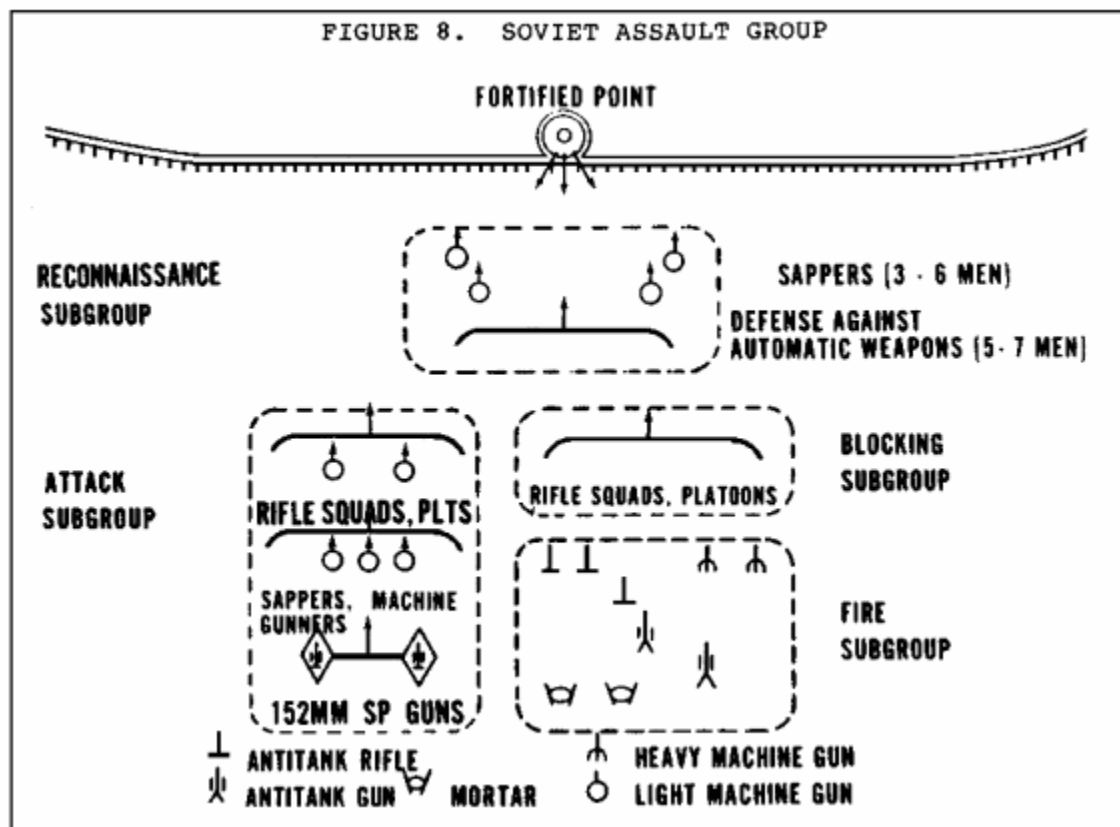 FIGURE 8. SOVIET ASSAULT GROUP
FORTIFIED POINT
RECONNAISSANCE
SUBGROUP
SAPPERS (3 - 6 MEN)
DEFENSE AGAINST
AUTOMATIC WEAPONS (5 - 7 MEN)
ATTACK
SUBGROUP
RIFLE SQUADS, PLTS
SAPPERS, MACHINE
GUNNERS
152MM SP GUNS
RIFLE SQUADS, PLATOONS
BLOCKING
SUBGROUP
FIRE
SUBGROUP
ANTITANK RIFLE
ANTITANK GUN
MORTAR
HEAVY MACHINE GUN
LIGHT MACHINE GUN